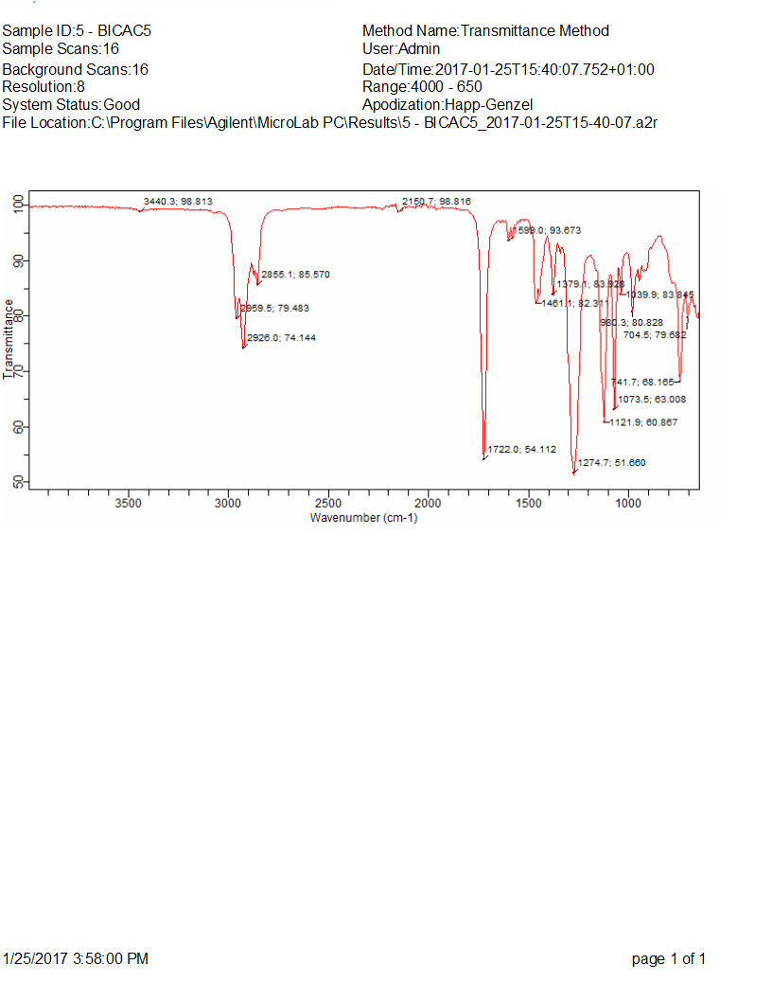 Sample ID:5 - BICAC5
Sample Scans:16
Background Scans:16
Resolution:8
System Status:Good
File Location:C:\Program Files\Agilent\MicroLab PC\Results\5 - BICAC5_2017-01-25T15-40-07.a2r
Method Name:Transmittance Method
User:Admin
Date/Time:2017-01-25T15:40:07.752+01:00
Range:4000 - 650
Apodization:Happ-Genzel
Transmittance
100
90
80
70
60
50
3440.3; 98.813
2150.7; 98.816
1599.0; 93.673
2855.1; 85.570
1379.1; 83.928
1039.9; 83.845
2959.5; 79.483
1461.1; 82.311
980.3; 80.828
2926.0; 74.144
704.5; 79.682
741.7; 68.165
1073.5; 63.008
1121.9; 60.867
1722.0; 54.112
1274.7; 51.660
3500
3000
2500
2000
1500
1000
Wavenumber (cm-1)
1/25/2017 3:58:00 PM
page 1 of 1